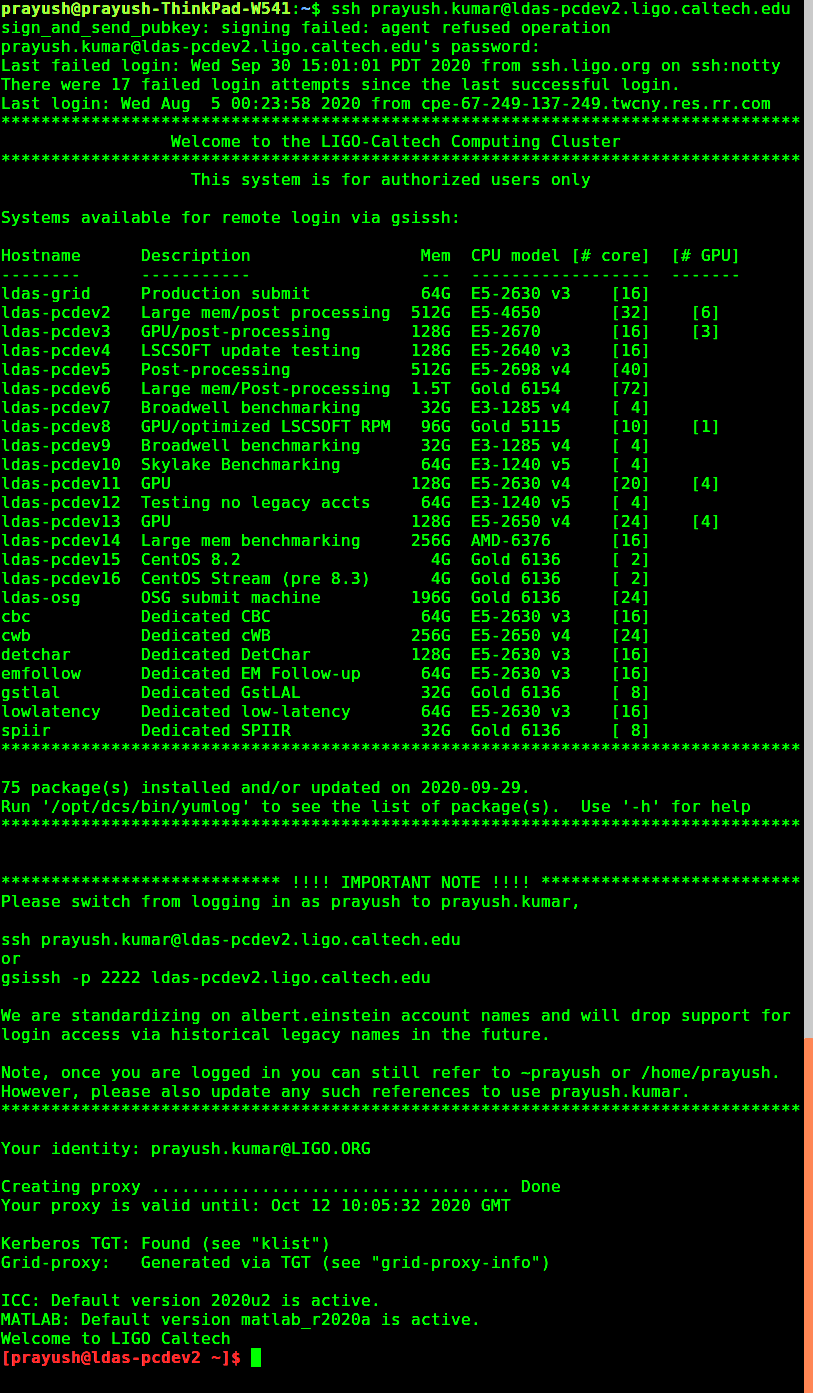 prayush@prayush-ThinkPad-W541:~$ ssh prayush.kumar@ldas-pcdev2.ligo.caltech.edu
sign_and_send_pubkey: signing failed: agent refused operation
prayush.kumar@ldas-pcdev2.ligo.caltech.edu's password:
Last failed login: Wed Sep 30 15:01:01 PDT 2020 from ssh.ligo.org on ssh:notty
There were 17 failed login attempts since the last successful login.
Last login: Wed Aug  5 00:23:58 2020 from cpe-67-249-137-249.twcny.res.rr.com
********************************************************************************
                 Welcome to the LIGO-Caltech Computing Cluster
********************************************************************************
                   This system is for authorized users only

Systems available for remote login via gsissh:

Hostname      Description                 Mem  CPU model [# core]  [# GPU]
--------      -----------                 ---  ------------------  -------
ldas-grid     Production submit           64G  E5-2630 v3    [16]
ldas-pcdev2   Large mem/post processing  512G  E5-4650       [32]    [6]
ldas-pcdev3   GPU/post-processing        128G  E5-2670       [16]    [3]
ldas-pcdev4   LSCSOFT update testing     128G  E5-2640 v3    [16]
ldas-pcdev5   Post-processing            512G  E5-2698 v4    [40]
ldas-pcdev6   Large mem/Post-processing  1.5T  Gold 6154     [72]
ldas-pcdev7   Broadwell benchmarking      32G  E3-1285 v4    [ 4]
ldas-pcdev8   GPU/optimized LSCSOFT RPM   96G  Gold 5115     [10]    [1]
ldas-pcdev9   Broadwell benchmarking      32G  E3-1285 v4    [ 4]
ldas-pcdev10  Skylake Benchmarking        64G  E3-1240 v5    [ 4]
ldas-pcdev11  GPU                        128G  E5-2630 v4    [20]    [4]
ldas-pcdev12  Testing no legacy accts     64G  E3-1240 v5    [ 4]
ldas-pcdev13  GPU                        128G  E5-2650 v4    [24]    [4]
ldas-pcdev14  Large mem benchmarking     256G  AMD-6376      [16]
ldas-pcdev15  CentOS 8.2                   4G  Gold 6136     [ 2]
ldas-pcdev16  CentOS Stream (pre 8.3)      4G  Gold 6136     [ 2]
ldas-osg      OSG submit machine         196G  Gold 6136     [24]
cbc           Dedicated CBC               64G  E5-2630 v3    [16]
cwb           Dedicated cWB              256G  E5-2650 v4    [24]
detchar       Dedicated DetChar          128G  E5-2630 v3    [16]
emfollow      Dedicated EM Follow-up      64G  E5-2630 v3    [16]
gstlal        Dedicated GstLAL            32G  Gold 6136     [ 8]
lowlatency    Dedicated low-latency       64G  E5-2630 v3    [16]
spiir         Dedicated SPIIR             32G  Gold 6136     [ 8]
********************************************************************************

75 package(s) installed and/or updated on 2020-09-29.
Run '/opt/dcs/bin/yumlog' to see the list of package(s).  Use '-h' for help
********************************************************************************


**************************** !!!! IMPORTANT NOTE !!!! **************************
Please switch from logging in as prayush to prayush.kumar,

ssh prayush.kumar@ldas-pcdev2.ligo.caltech.edu
or
gsissh -p 2222 ldas-pcdev2.ligo.caltech.edu

We are standardizing on albert.einstein account names and will drop support for
login access via historical legacy names in the future.

Note, once you are logged in you can still refer to ~prayush or /home/prayush.
However, please also update any such references to use prayush.kumar.
********************************************************************************

Your identity: prayush.kumar@LIGO.ORG

Creating proxy .................................... Done
Your proxy is valid until: Oct 12 10:05:32 2020 GMT

Kerberos TGT: Found (see "klist")
Grid-proxy:   Generated via TGT (see "grid-proxy-info")

ICC: Default version 2020u2 is active.
MATLAB: Default version matlab_r2020a is active.
Welcome to LIGO Caltech
[prayush@ldas-pcdev2 ~]$